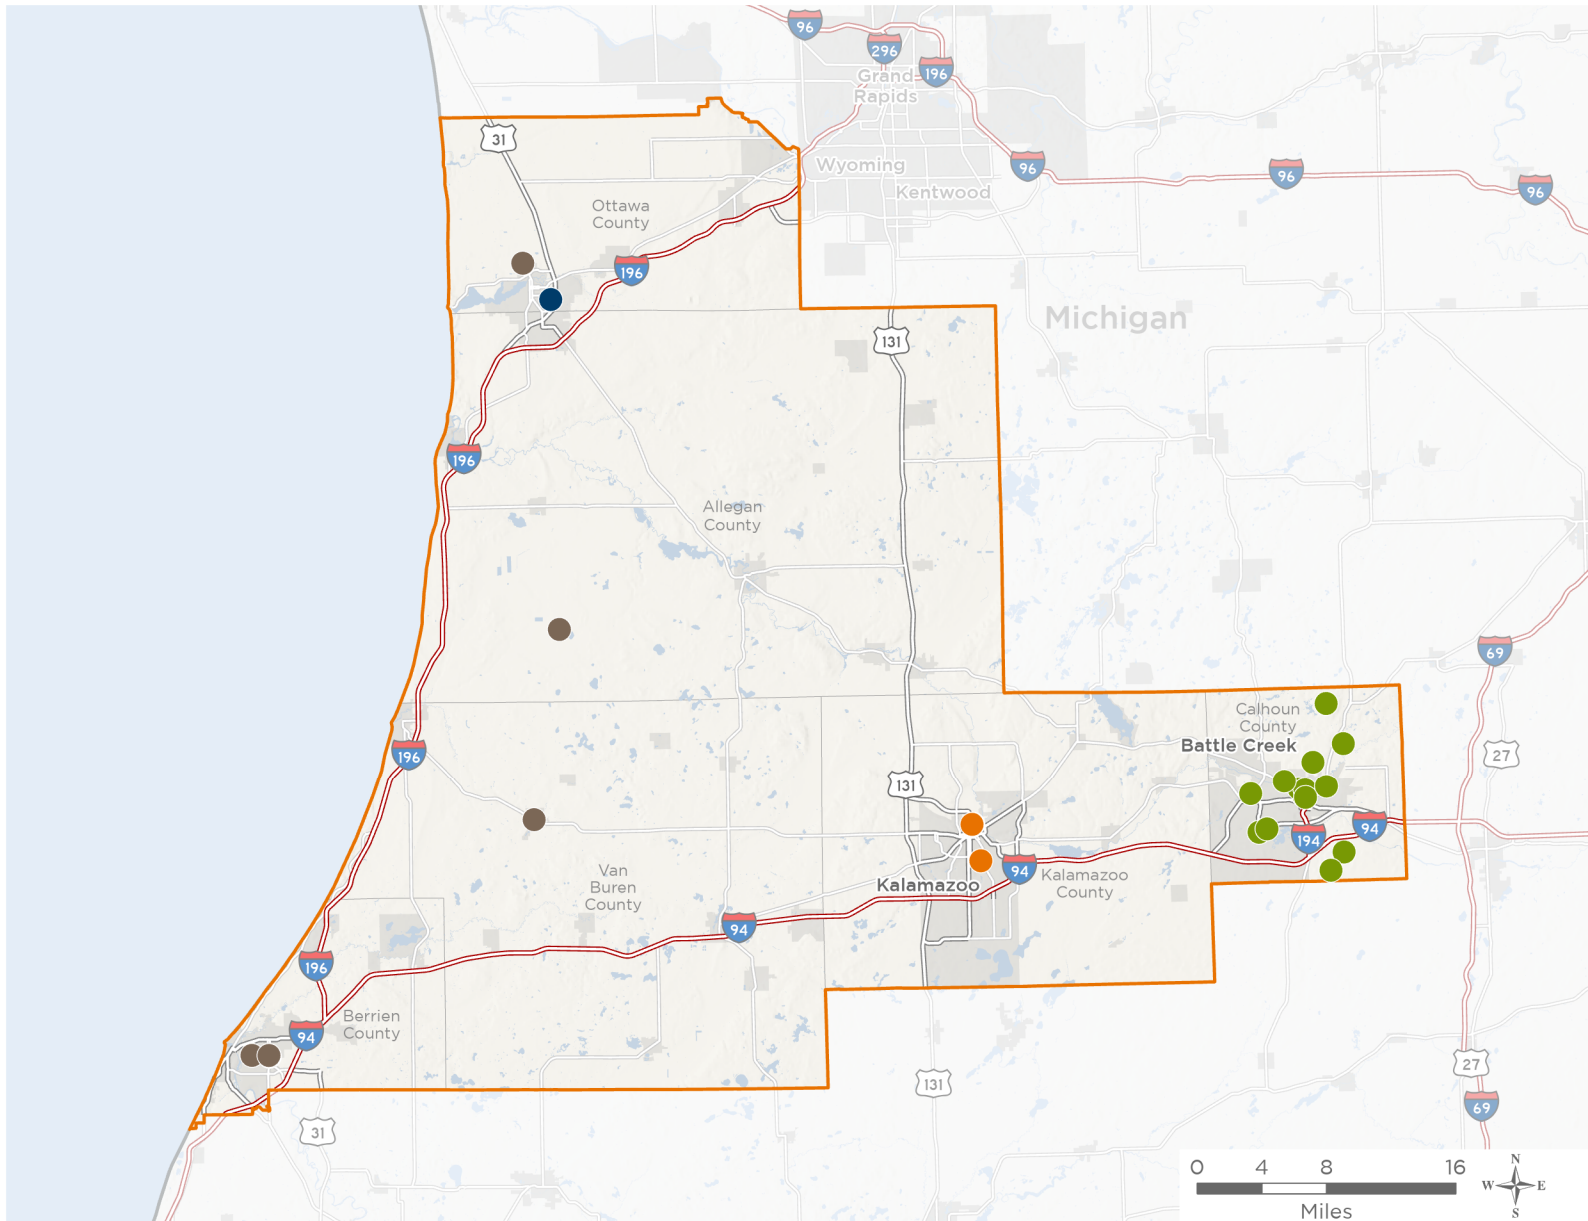 96
296
196
Grand
Rapids
31
Wyoming
96
96
96
Kentwood
Ottawa
County
196
Michigan
131
196
Allegan
County
69
Calhoun
County
Battle Creek
27
196
131
94
194
Van
Buren
County
94
Kalamazoo
Kalamazoo
County
94
196
Berrien
County
94
131
27
69
31
0 4 8 16
Miles
N
W E
S